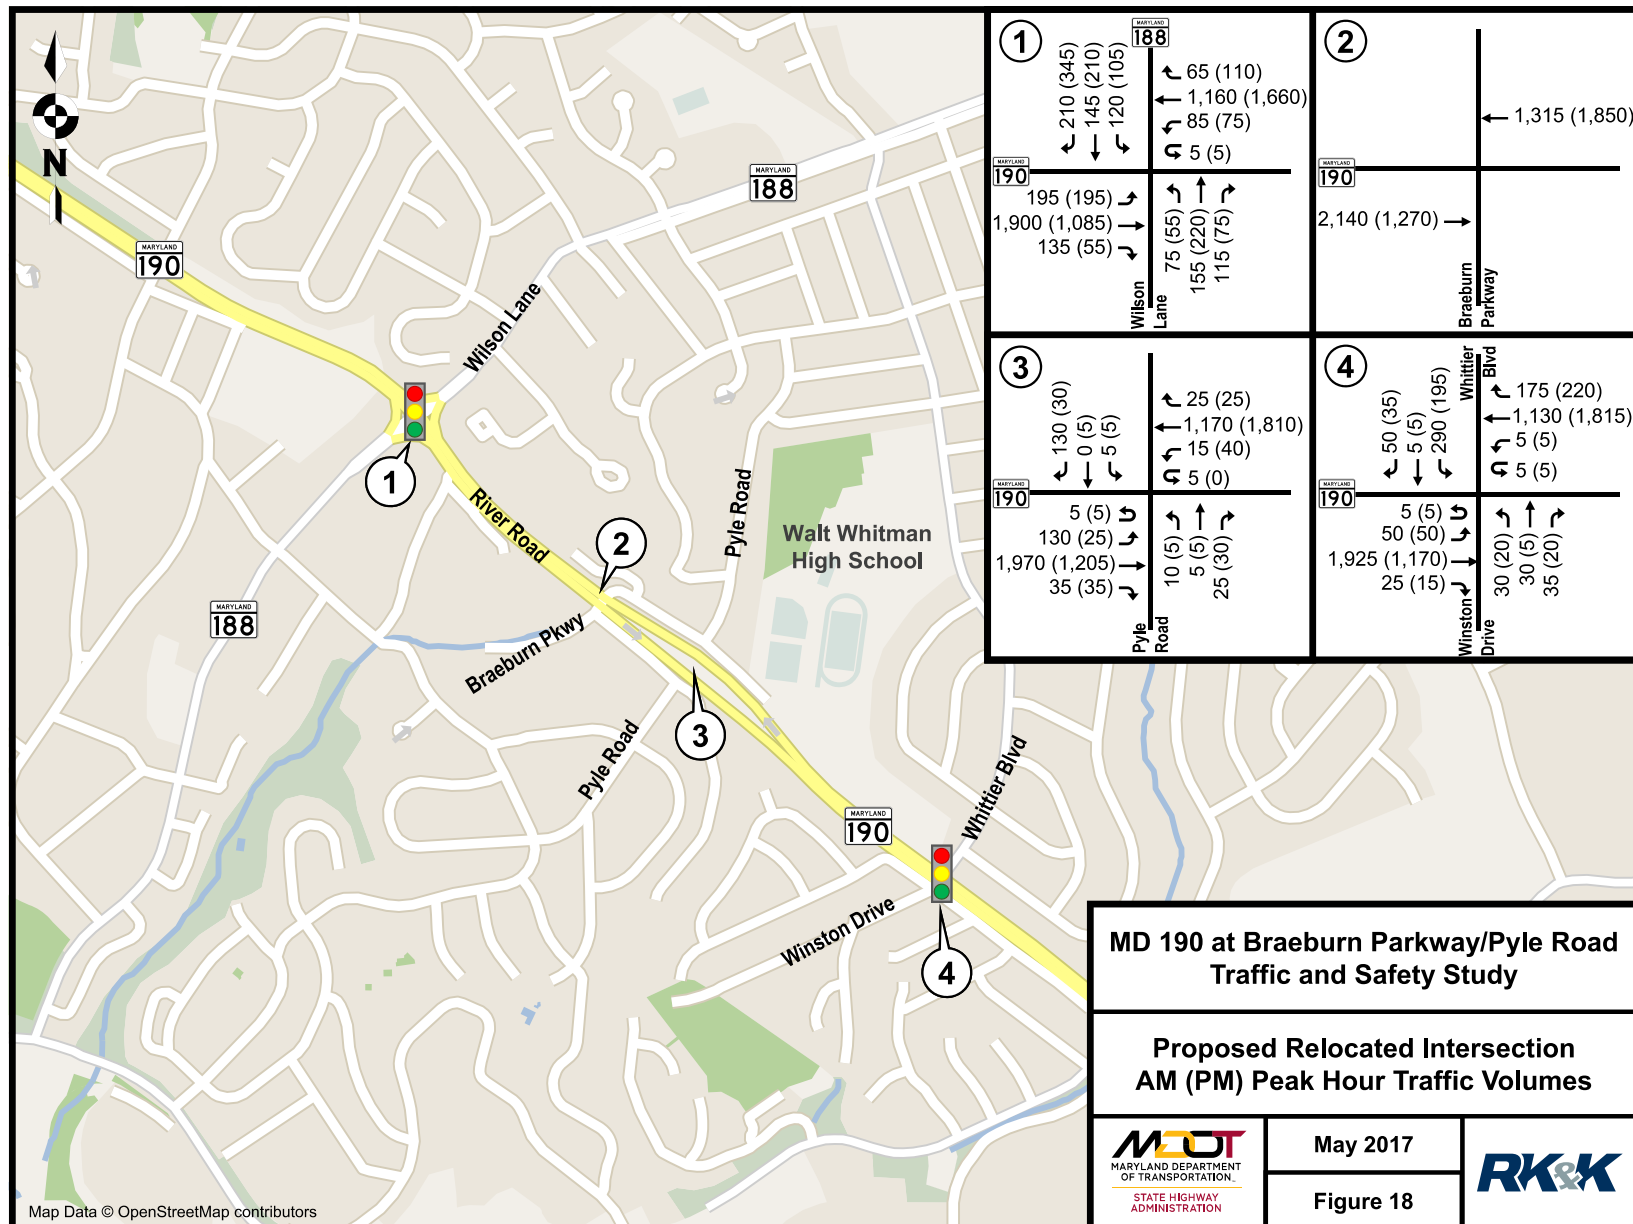 N
MARYLAND
190
MARYLAND
188
MARYLAND
188
MARYLAND
190
Wilson Lane
River Road
Braeburn Pkwy
Pyle Road
Pyle Road
Walt Whitman
High School
Whittier Blvd
Winston Drive
1
2
3
4
Map Data © OpenStreetMap contributors
1
MARYLAND
188
210 (345)
145 (210)
120 (105)
65 (110)
1,160 (1,660)
85 (75)
5 (5)
MARYLAND
190
195 (195)
1,900 (1,085)
135 (55)
75 (55)
155 (220)
115 (75)
Wilson
Lane
2
1,315 (1,850)
MARYLAND
190
2,140 (1,270)
Braeburn
Parkway
3
130 (30)
0 (5)
5 (5)
25 (25)
1,170 (1,810)
15 (40)
5 (0)
MARYLAND
190
5 (5)
130 (25)
1,970 (1,205)
35 (35)
10 (5)
5 (5)
25 (30)
Pyle
Road
4
Whittier
Blvd
50 (35)
5 (5)
290 (195)
175 (220)
1,130 (1,815)
5 (5)
5 (5)
MARYLAND
190
5 (5)
50 (50)
1,925 (1,170)
25 (15)
30 (20)
30 (5)
35 (20)
Winston
Drive
MD 190 at Braeburn Parkway/Pyle Road
Traffic and Safety Study
Proposed Relocated Intersection
AM (PM) Peak Hour Traffic Volumes
MDOT
MARYLAND DEPARTMENT
OF TRANSPORTATION
STATE HIGHWAY
ADMINISTRATION
May 2017
Figure 18
RK&K